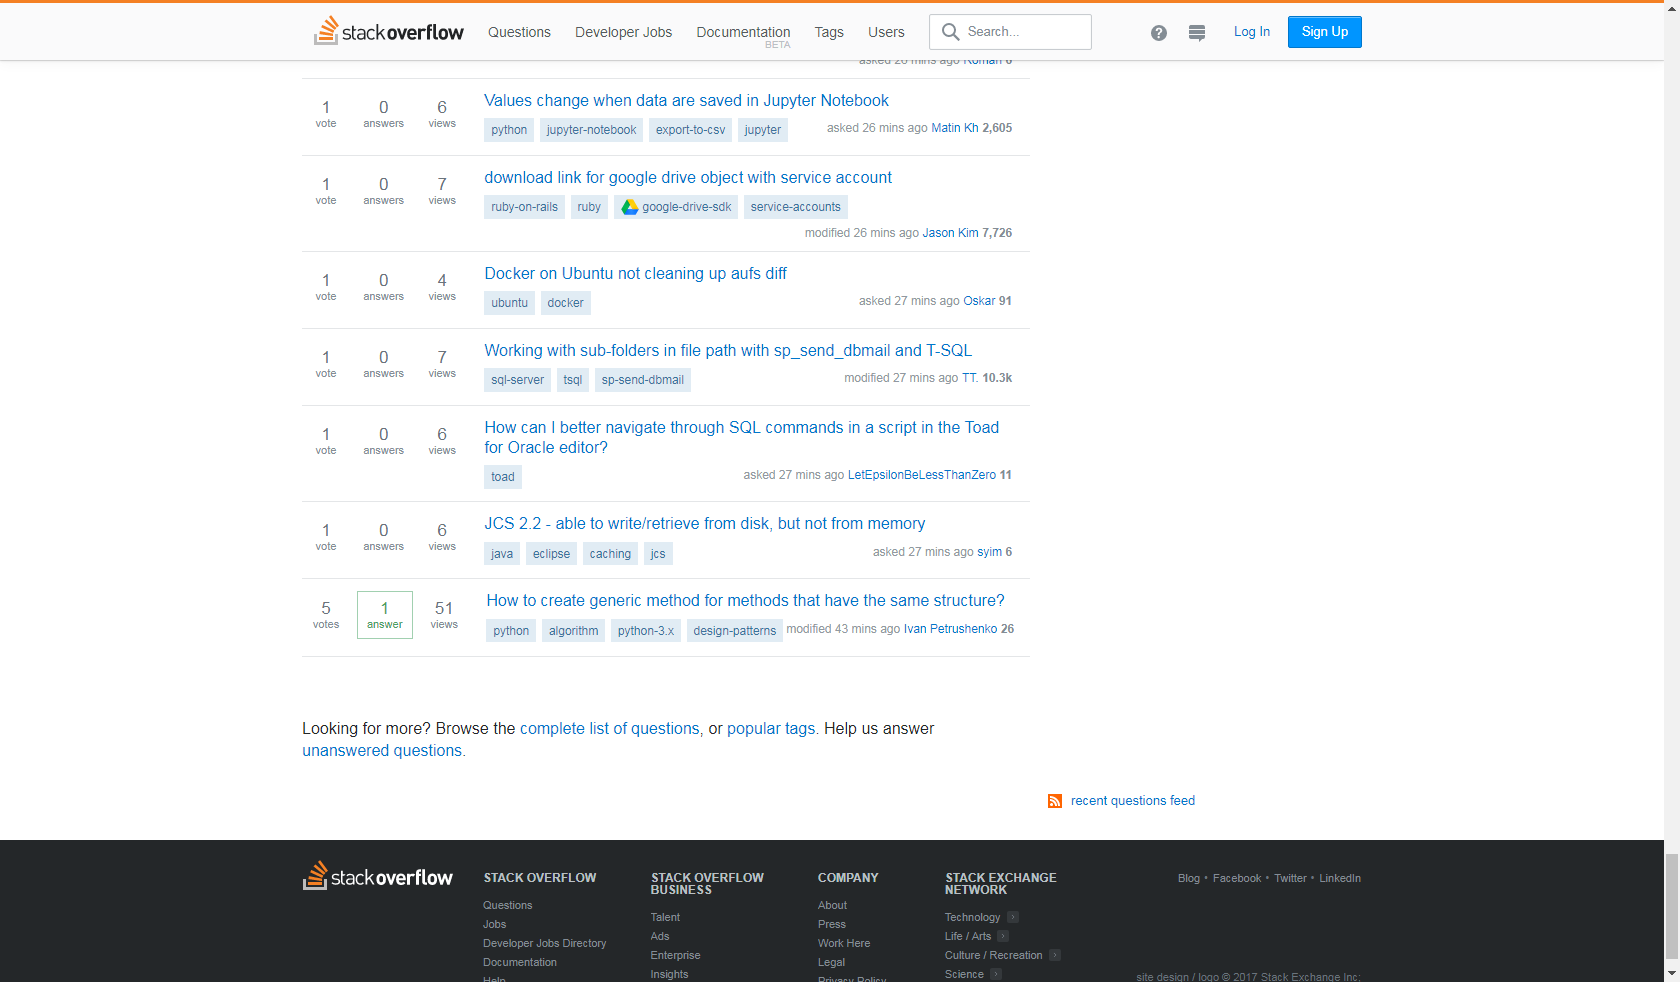 stackoverflow Questions Developer Jobs Documentation BETA Tags Users Search... Log In Sign Up
asked 26 mins ago Roman 6
1 vote 0 answers 6 views
Values change when data are saved in Jupyter Notebook
python jupyter-notebook export-to-csv jupyter
asked 26 mins ago Matin Kh 2,605
1 vote 0 answers 7 views
download link for google drive object with service account
ruby-on-rails ruby google-drive-sdk service-accounts
modified 26 mins ago Jason Kim 7,726
1 vote 0 answers 4 views
Docker on Ubuntu not cleaning up aufs diff
ubuntu docker
asked 27 mins ago Oskar 91
1 vote 0 answers 7 views
Working with sub-folders in file path with sp_send_dbmail and T-SQL
sql-server tsql sp-send-dbmail
modified 27 mins ago TT. 10.3k
1 vote 0 answers 6 views
How can I better navigate through SQL commands in a script in the Toad
for Oracle editor?
toad
asked 27 mins ago LetEpsilonBeLessThanZero 11
1 vote 0 answers 6 views
JCS 2.2 - able to write/retrieve from disk, but not from memory
java eclipse caching jcs
asked 27 mins ago syim 6
5 votes 1 answer 51 views
How to create generic method for methods that have the same structure?
python algorithm python-3.x design-patterns
modified 43 mins ago Ivan Petrushenko 26
Looking for more? Browse the complete list of questions, or popular tags. Help us answer
unanswered questions.
recent questions feed
stackoverflow
STACK OVERFLOW
Questions
Jobs
Developer Jobs Directory
Documentation
Help
STACK OVERFLOW
BUSINESS
Talent
Ads
Enterprise
Insights
COMPANY
About
Press
Work Here
Legal
Privacy Policy
STACK EXCHANGE
NETWORK
Technology
Life / Arts
Culture / Recreation
Science
Blog • Facebook • Twitter • LinkedIn
site design / logo © 2017 Stack Exchange Inc;